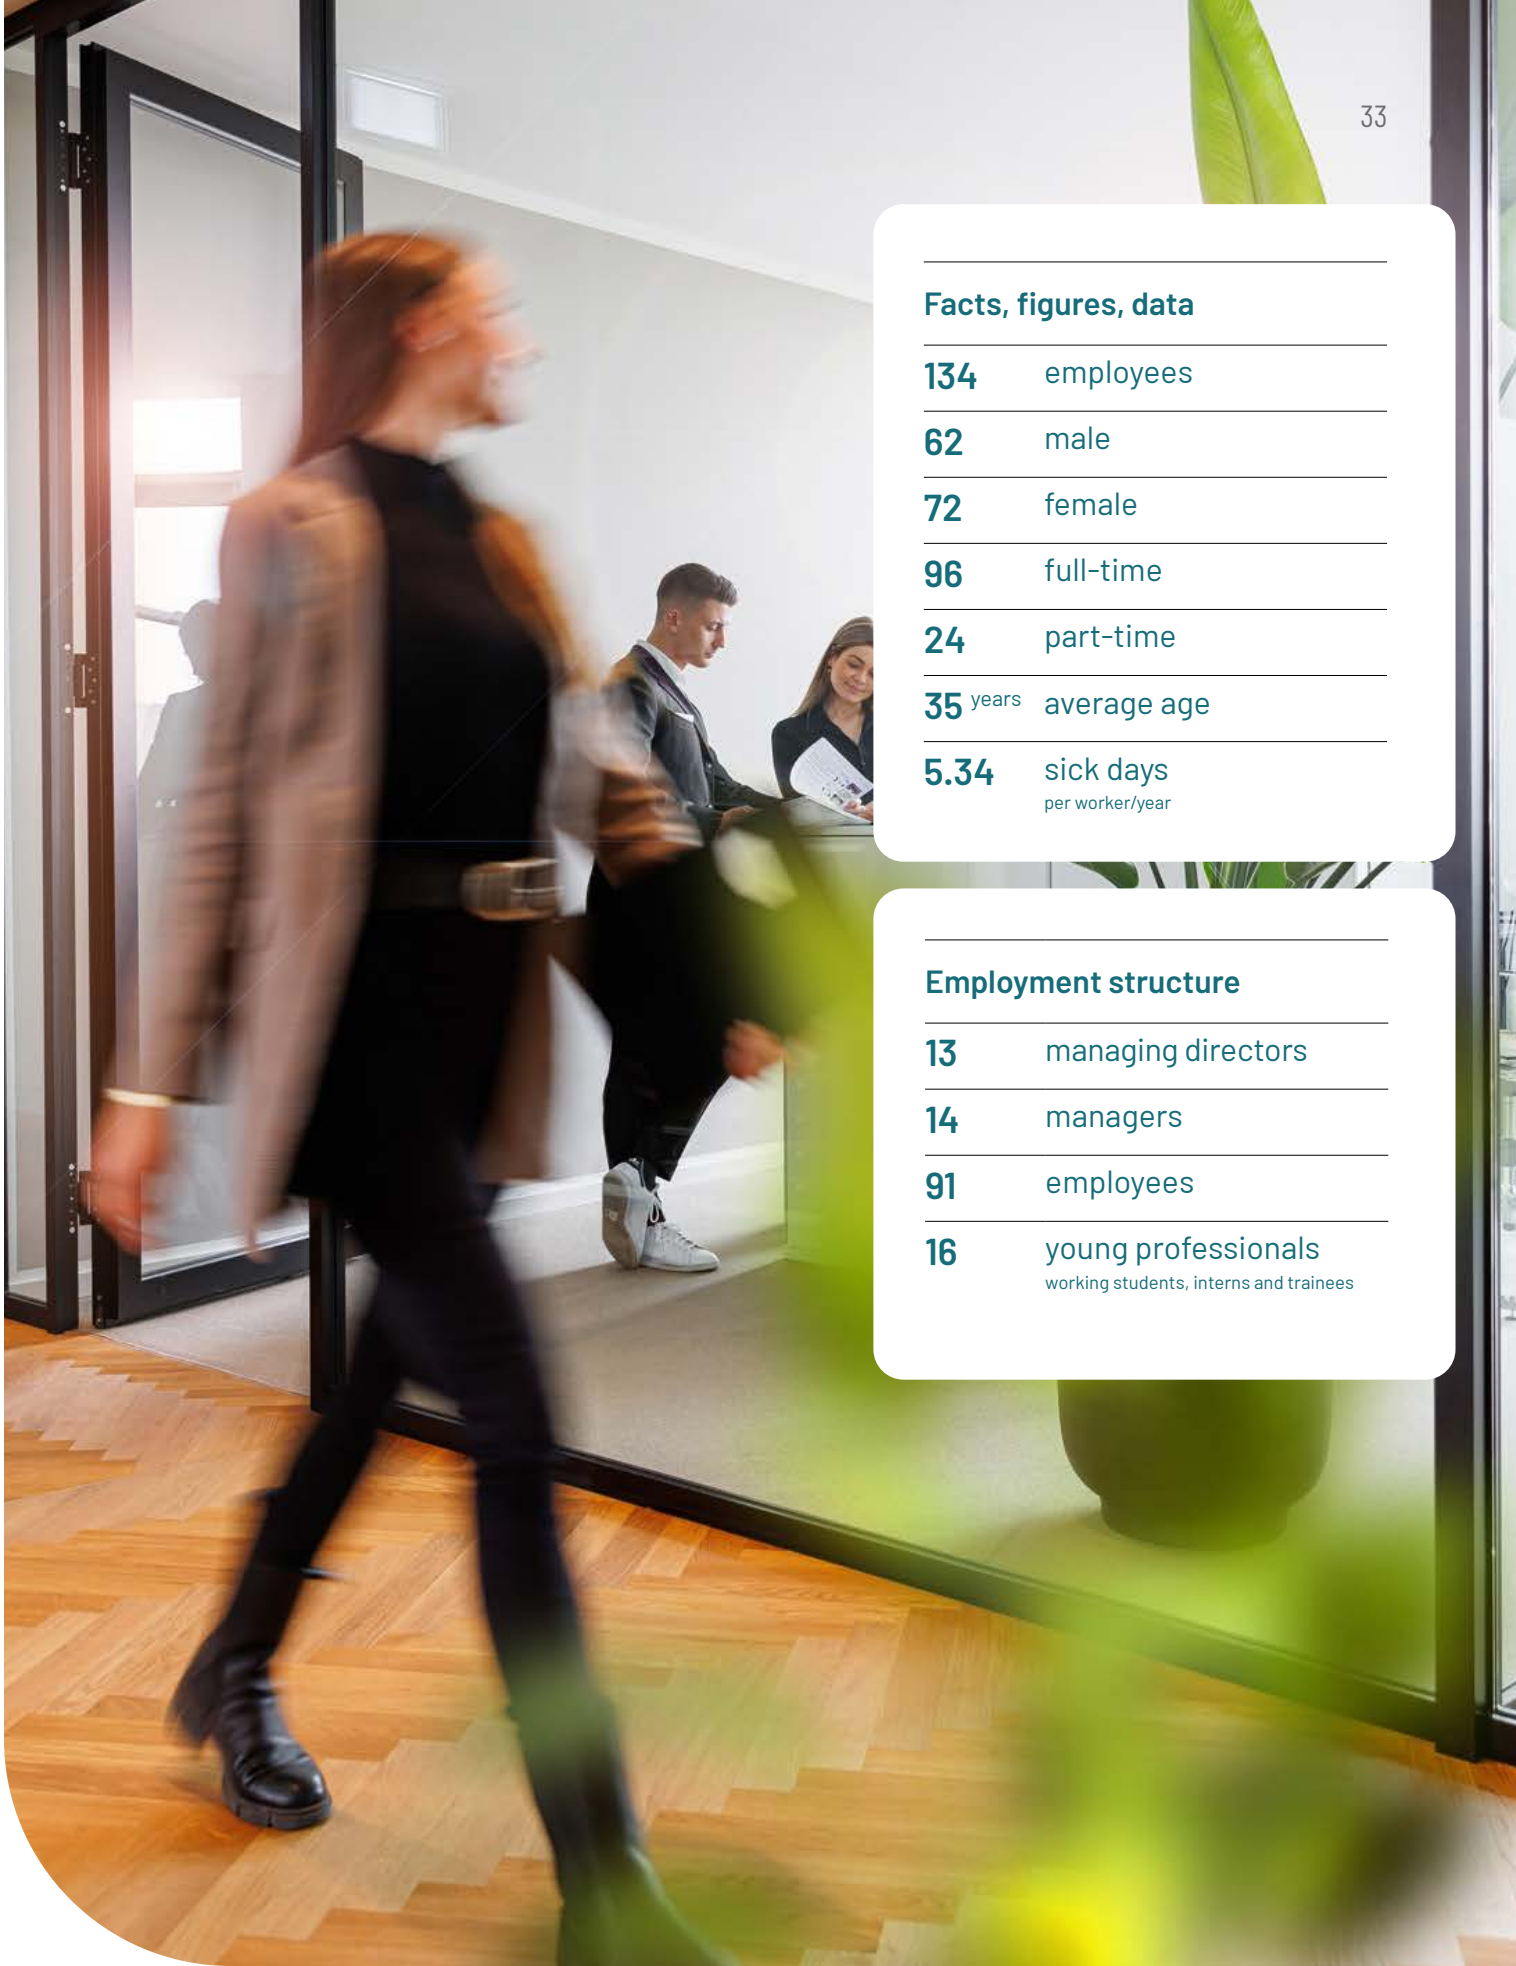 33
Facts, figures, data
134 employees
62 male
72 female
96 full-time
24 part-time
35 years average age
5.34 sick days
per worker/year
Employment structure
13 managing directors
14 managers
91 employees
16 young professionals
working students, interns and trainees